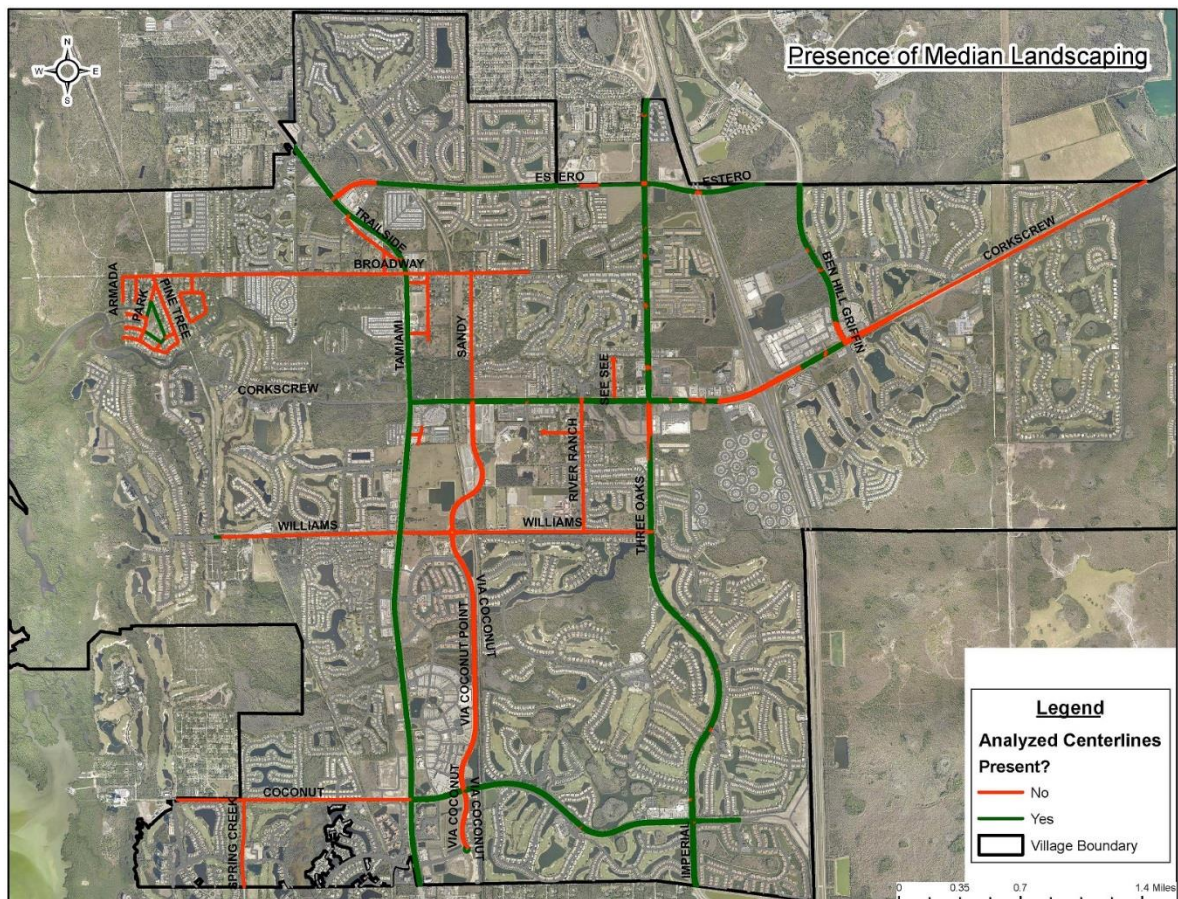 N
W E
S
Presence of Median Landscaping
ESTERO
ESTERO
TRAILSIDE
BROADWAY
CORKSCREW
ARMADA
PARK
PINE TREE
BEN HILL GRIFFIN
TAMIAMI
SANDY
SEE SEE
CORKSCREW
RIVER RANCH
THREE OAKS
WILLIAMS
WILLIAMS
VIA COCONUT
VIA COCONUT POINT
COCONUT
SPRING CREEK
VIA COCONUT
VIA COCONUT
IMPERIAL
Legend
Analyzed Centerlines
Present?
No
Yes
Village Boundary
0 0.35 0.7 1.4 Miles